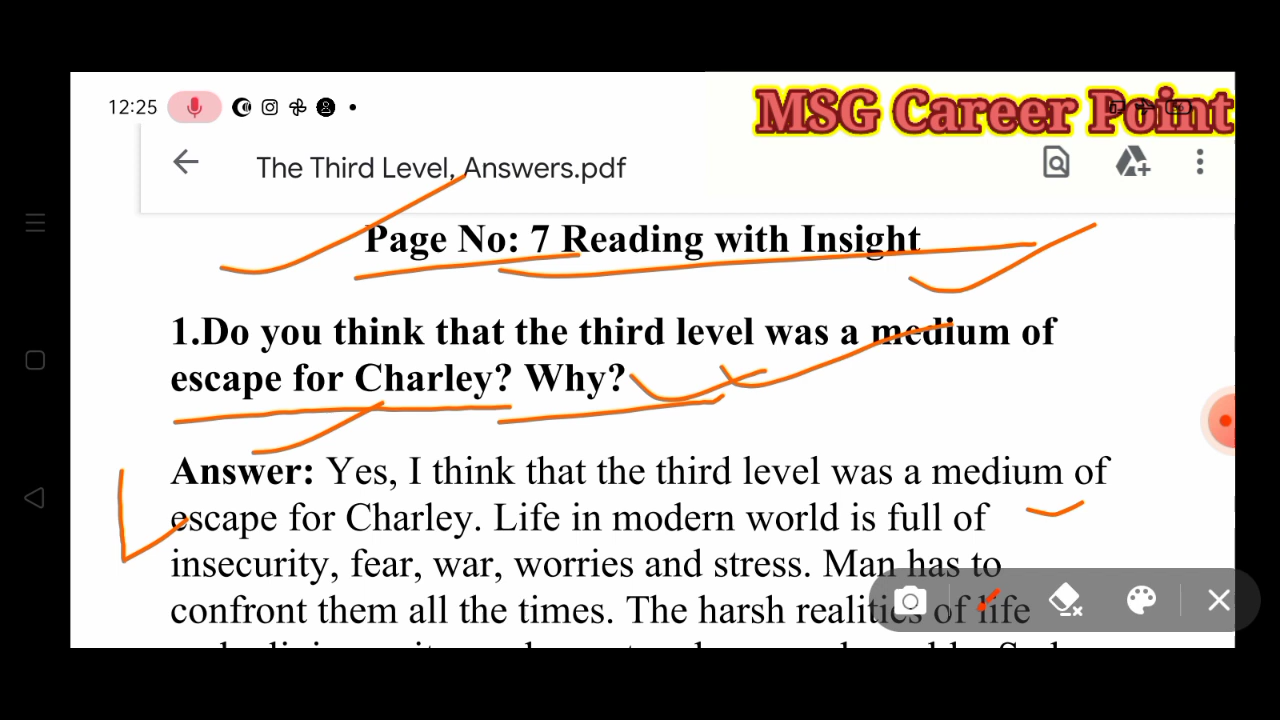 MSG Career Point
12:25
The Third Level, Answers.pdf
Page No: 7 Reading with Insight
1.Do you think that the third level was a medium of
escape for Charley? Why?
Answer: Yes, I think that the third level was a medium of
escape for Charley. Life in modern world is full of
insecurity, fear, war, worries and stress. Man has to
confront them all the times. The harsh realities of life